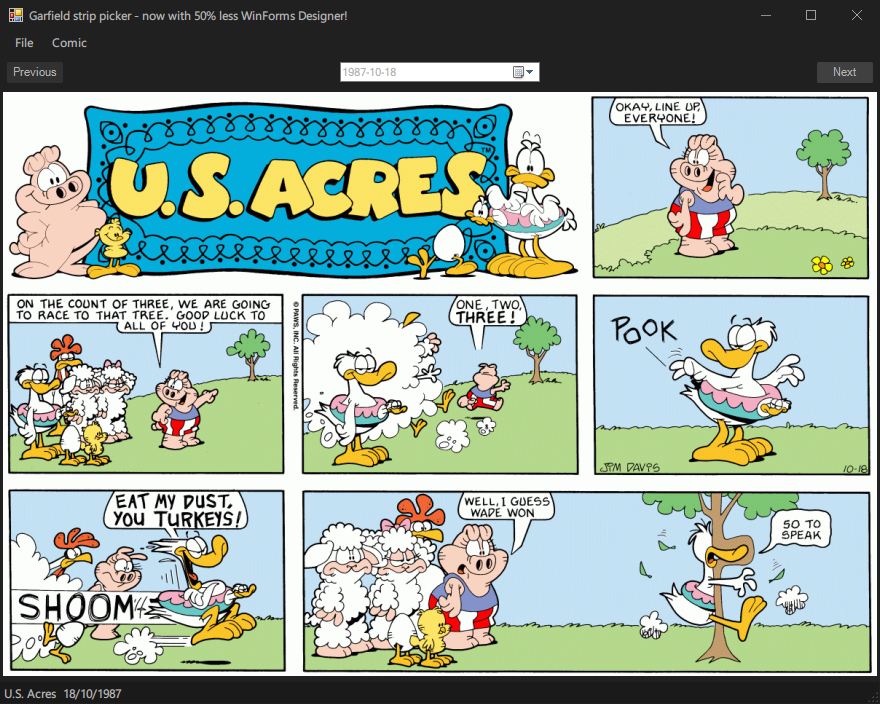 Garfield strip picker - now with 50% less WinForms Designer!
File Comic
Previous
1987-10-18
Next
U.S. ACRES
TM
OKAY, LINE UP,
EVERYONE!
ON THE COUNT OF THREE, WE ARE GOING
TO RACE TO THAT TREE. GOOD LUCK TO
ALL OF YOU!
© PAWS, INC. All Rights Reserved.
ONE, TWO,
THREE!
POOK
JIM DAVIS
10-18
EAT MY DUST,
YOU TURKEYS!
SHOOM
WELL, I GUESS
WADE WON
SO TO
SPEAK
U.S. Acres 18/10/1987